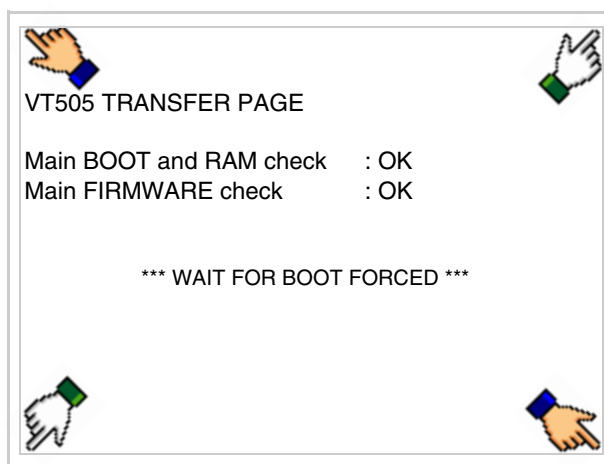 VT505 TRANSFER PAGE
Main BOOT and RAM check : OK
Main FIRMWARE check : OK
*** WAIT FOR BOOT FORCED ***